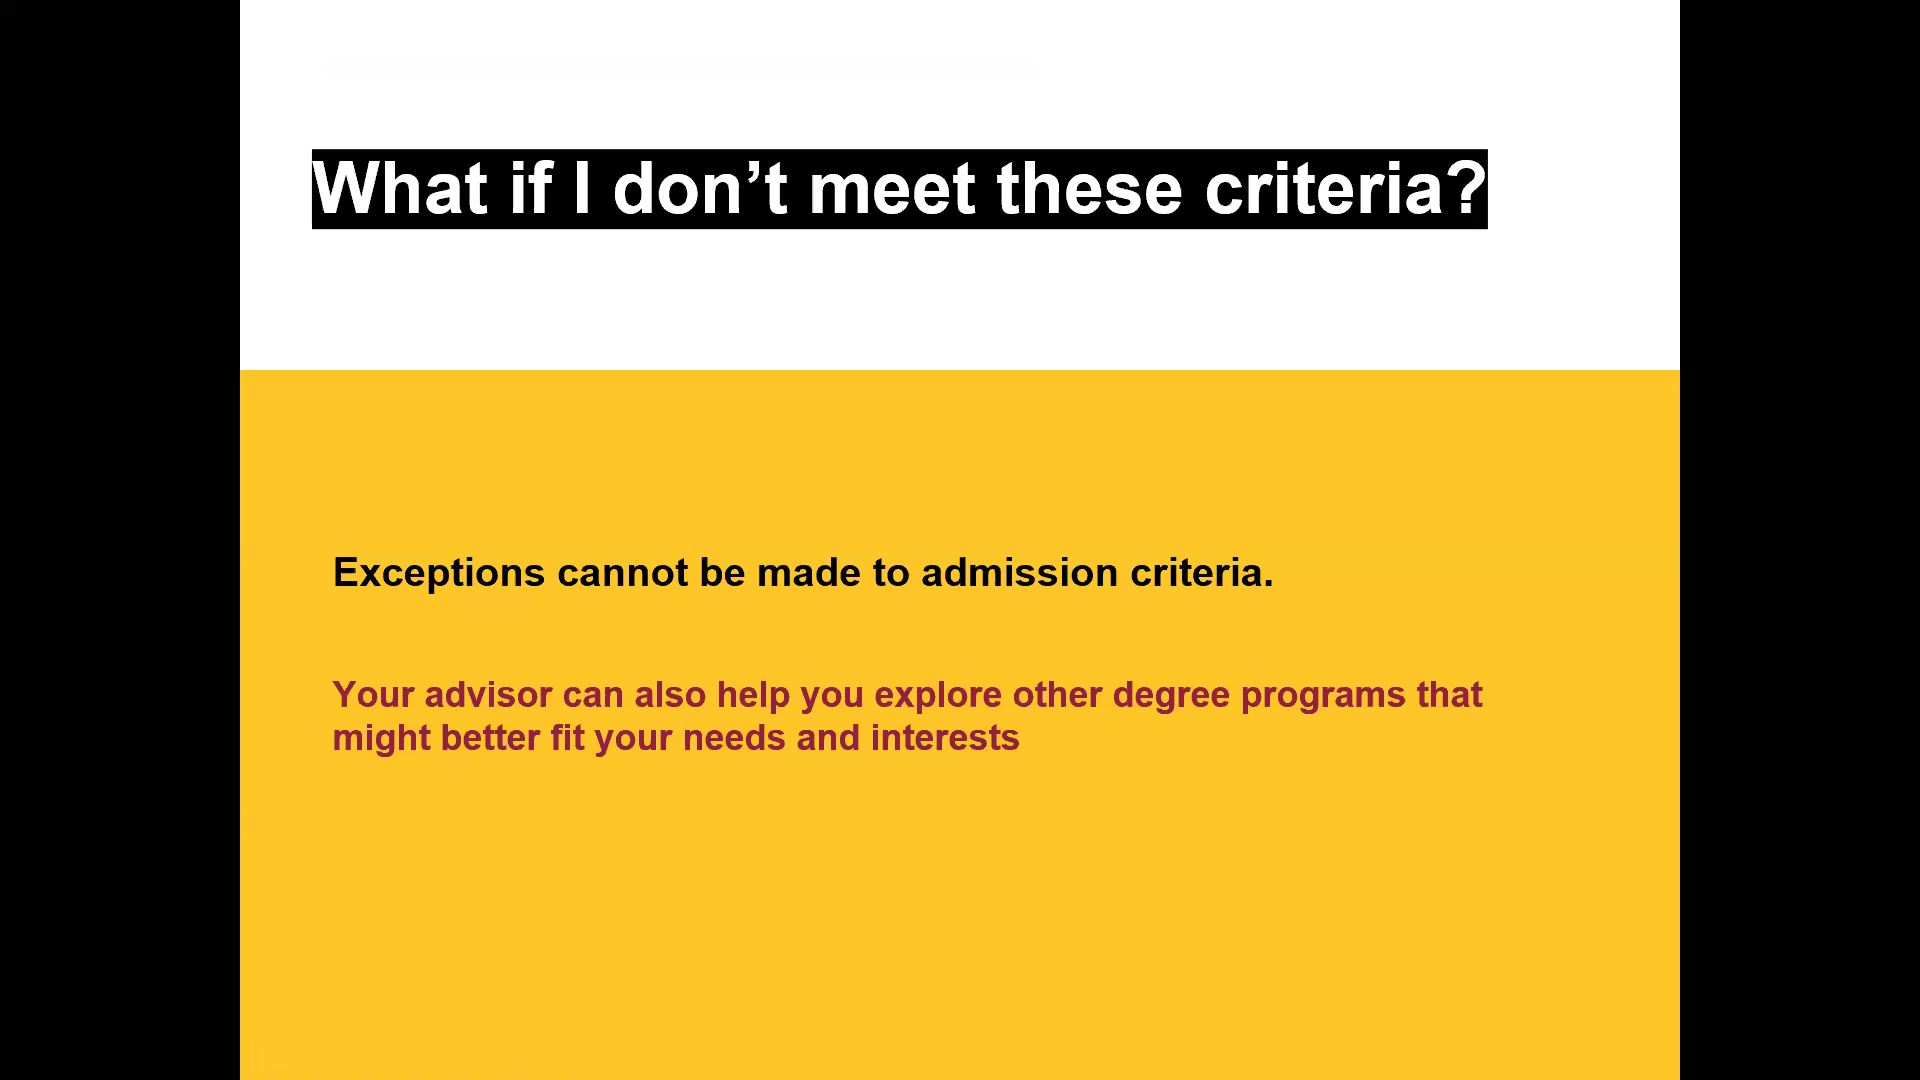 What if I don’t meet these criteria?
Exceptions cannot be made to admission criteria.
Your advisor can also help you explore other degree programs that
might better fit your needs and interests